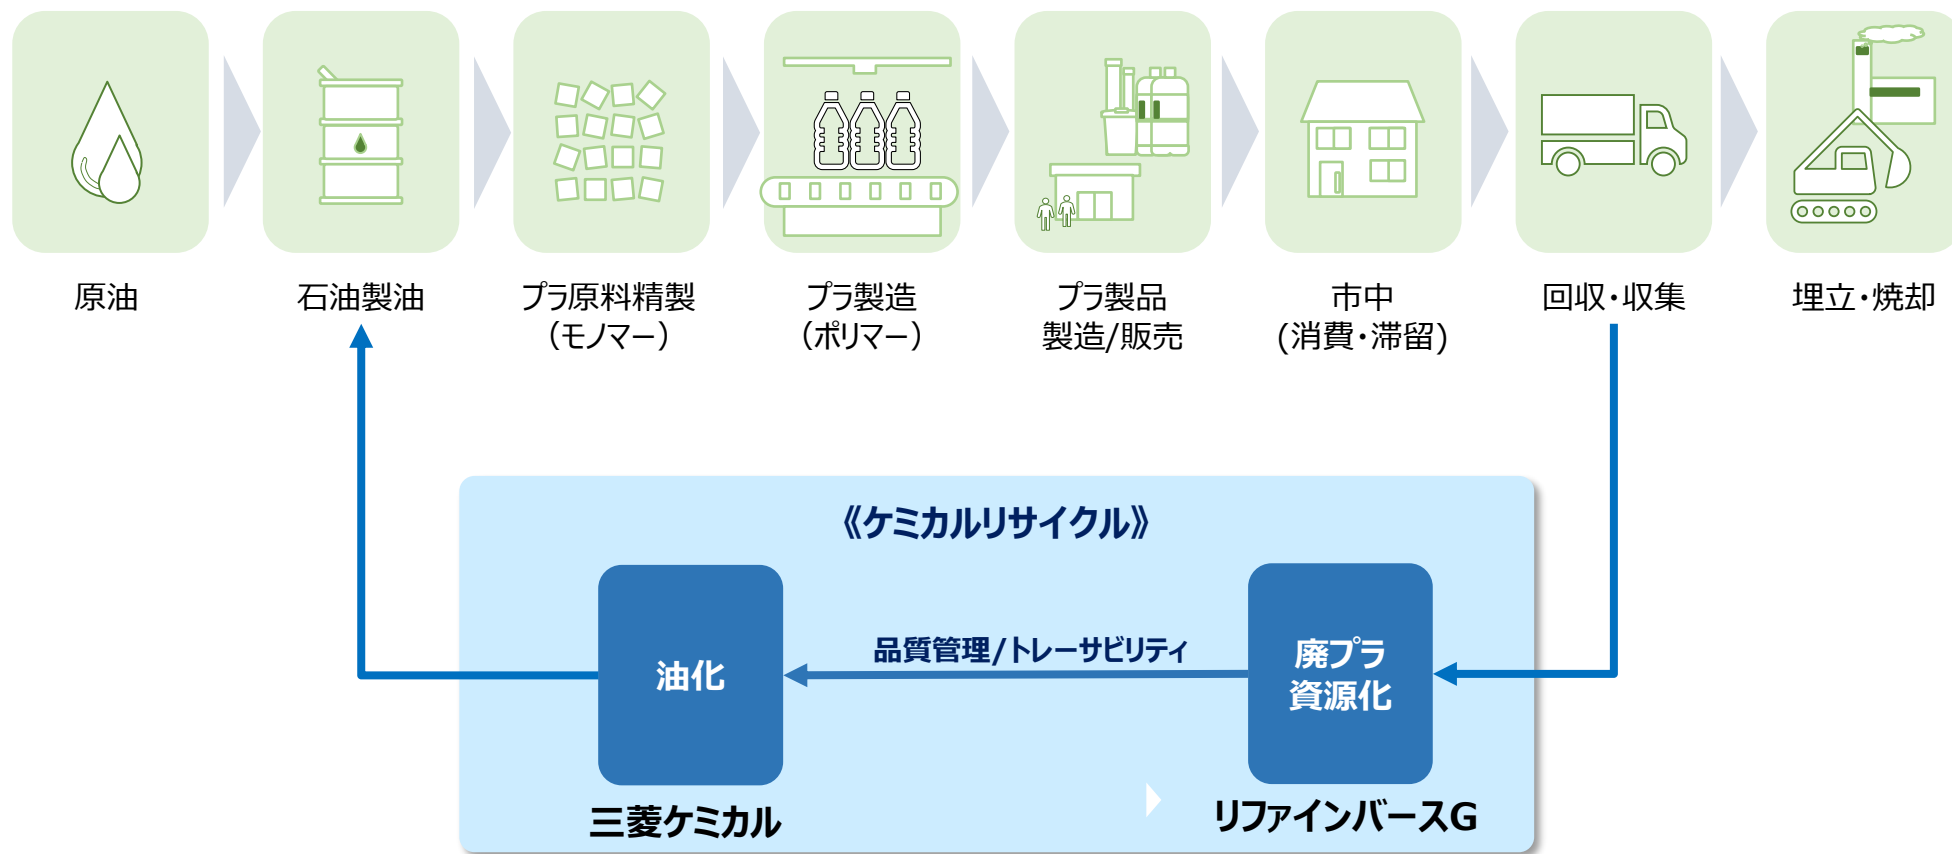 原油
石油製油
プラ原料精製
（モノマー）
プラ製造
（ポリマー）
プラ製品
製造/販売
市中
(消費・滞留)
回収・収集
埋立・焼却
《ケミカルリサイクル》
油化
品質管理/トレーサビリティ
廃プラ
資源化
三菱ケミカル
リファインバースG